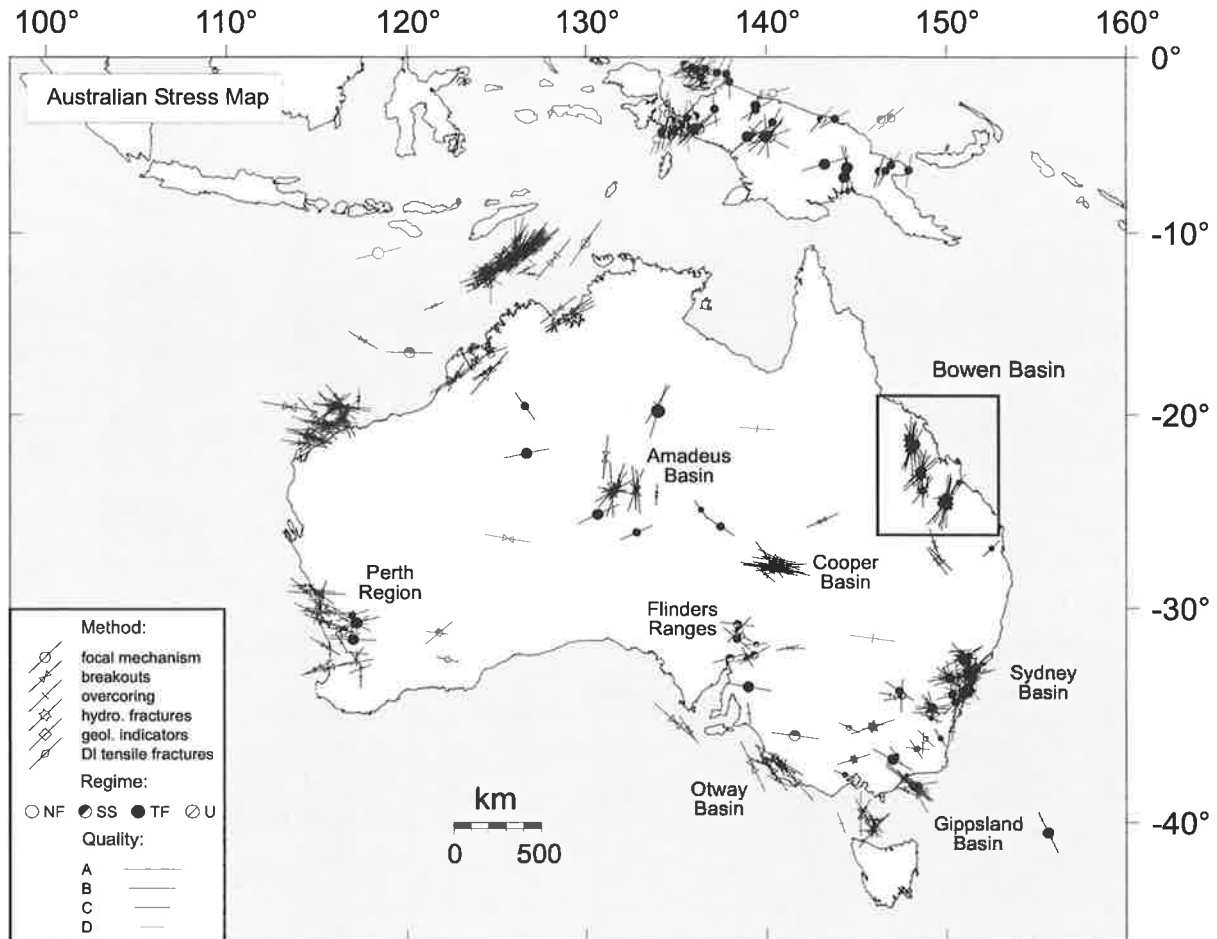 100° 110° 120° 130° 140° 150° 160°
0°
Australian Stress Map
-10°
Bowen Basin
-20°
Amadeus
Basin
Cooper
Basin
Perth
Region
Flinders
Ranges
-30°
Sydney
Basin
Method:
focal mechanism
breakouts
overcoring
hydro. fractures
geol. indicators
DI tensile fractures
Regime:
NF SS TF U
Quality:
A
B
C
D
km
0 500
Otway
Basin
Gippsland
Basin
-40°